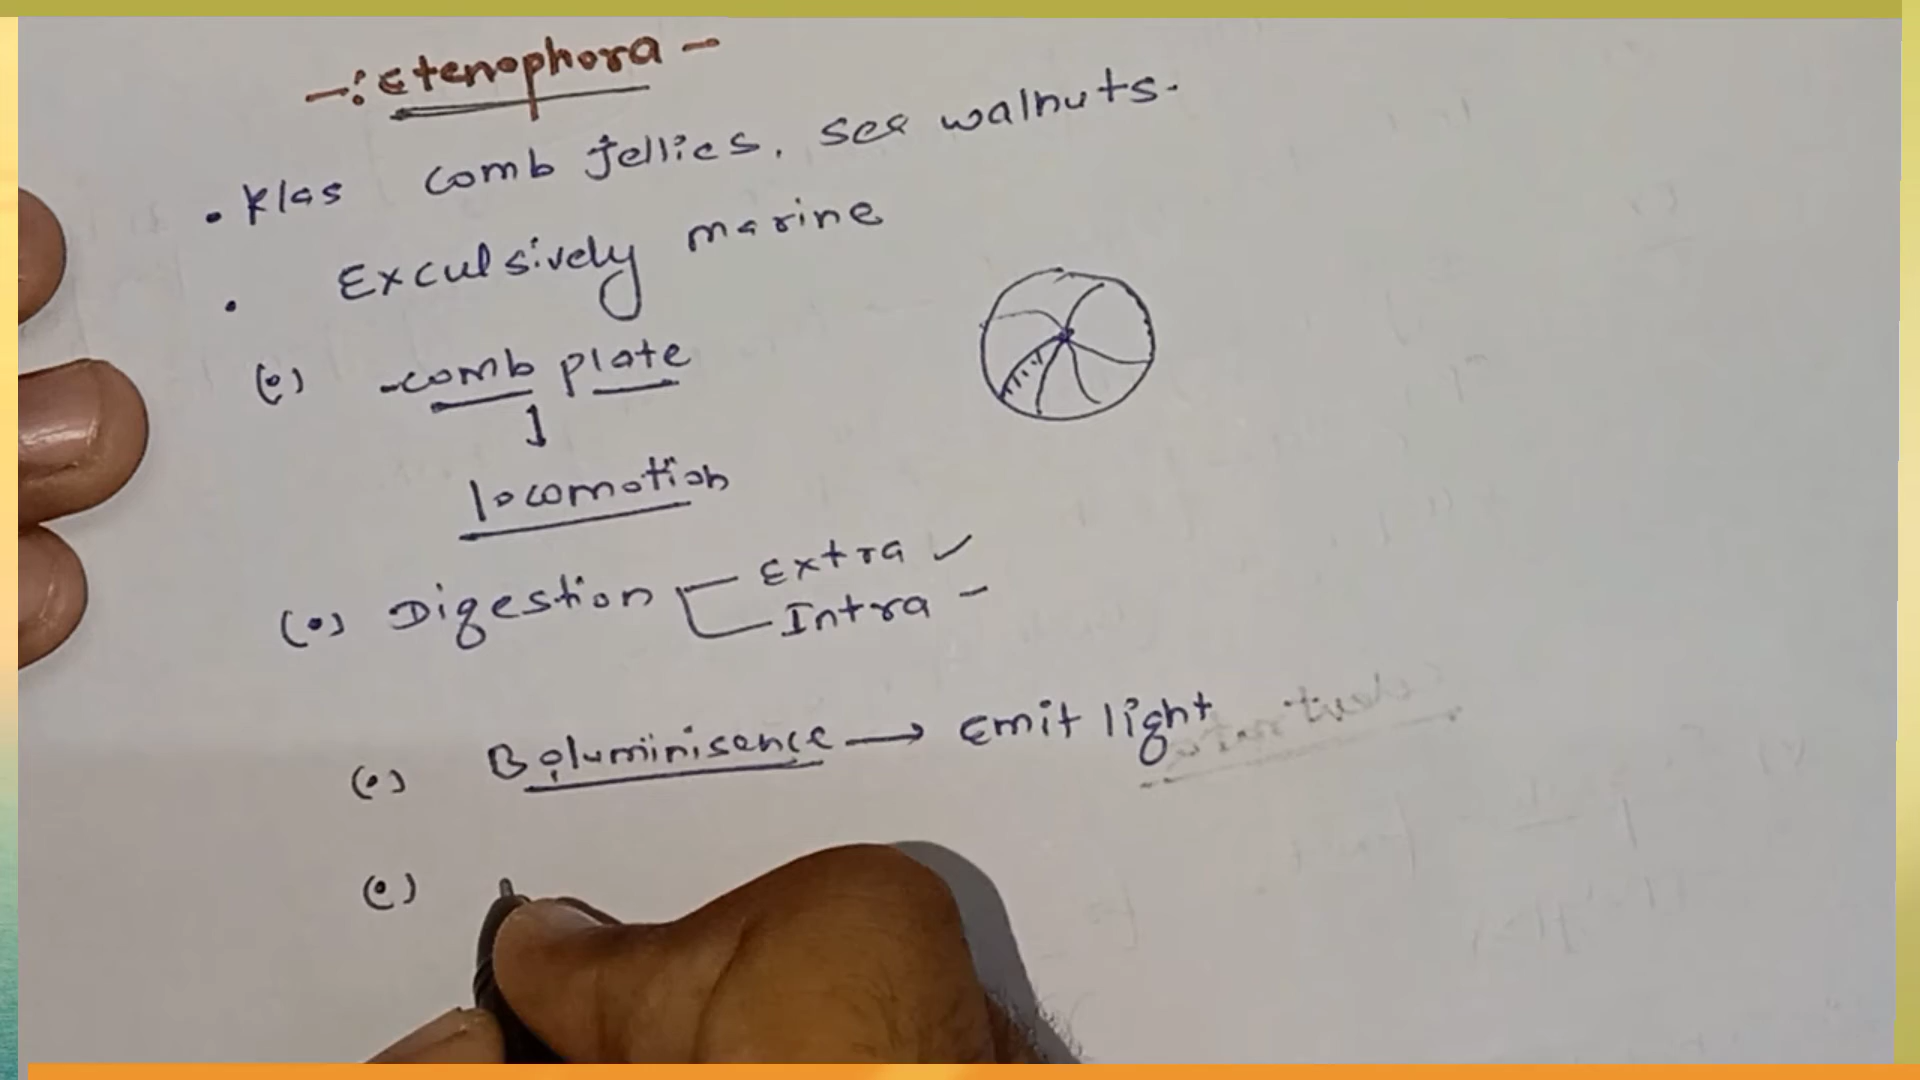 -: ctenophora -
• Klas comb jellies, sea walnuts.
• Exculsively marine
(•) comb plate
↓
locomotion
(•) Digestion Extra ✓
Intra -
(•) Boluminisence → Emit light
(•)